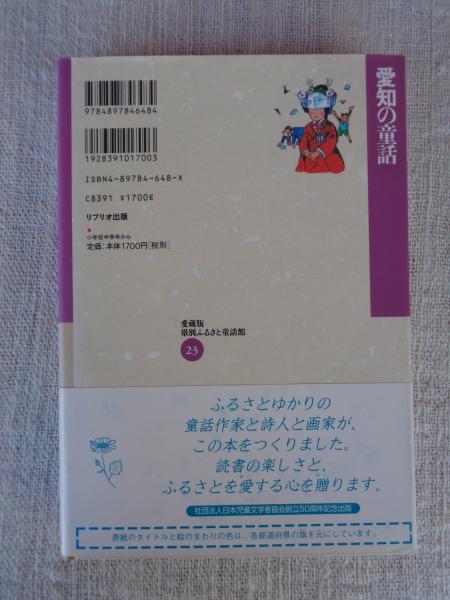 愛知の童話
9784897846484
1928391017003
ISBN4-89784-648-X
C8391 ¥1700E
リブリオ出版
小学校中学年から
定価:本体1700円[税別]
愛蔵版
県別ふるさと童話館
23
ふるさとゆかりの
童話作家と詩人と画家が、
この本をつくりました。
読書の楽しさと、
ふるさとを愛する心を贈ります。
社団法人日本児童文学者協会創立50周年記念出版
表紙のタイトルと絵のまわりの色は、各都道府県の旗を元にしています。